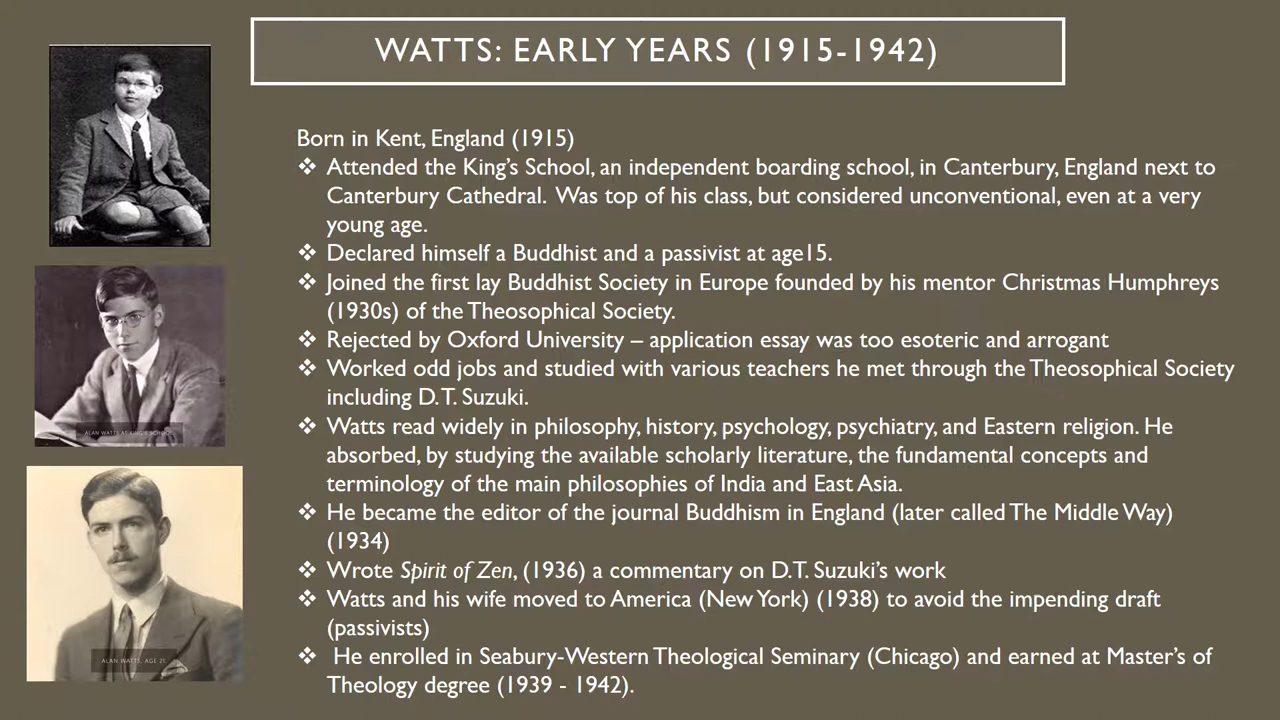 WATTS: EARLY YEARS (1915-1942)
Born in Kent, England (1915)
❖ Attended the King's School, an independent boarding school, in Canterbury, England next to
Canterbury Cathedral. Was top of his class, but considered unconventional, even at a very
young age.
❖ Declared himself a Buddhist and a passivist at age15.
❖ Joined the first lay Buddhist Society in Europe founded by his mentor Christmas Humphreys
(1930s) of the Theosophical Society.
❖ Rejected by Oxford University – application essay was too esoteric and arrogant
❖ Worked odd jobs and studied with various teachers he met through the Theosophical Society
including D.T. Suzuki.
❖ Watts read widely in philosophy, history, psychology, psychiatry, and Eastern religion. He
absorbed, by studying the available scholarly literature, the fundamental concepts and
terminology of the main philosophies of India and East Asia.
❖ He became the editor of the journal Buddhism in England (later called The Middle Way)
(1934)
❖ Wrote Spirit of Zen, (1936) a commentary on D.T. Suzuki's work
❖ Watts and his wife moved to America (New York) (1938) to avoid the impending draft
(passivists)
❖ He enrolled in Seabury-Western Theological Seminary (Chicago) and earned at Master's of
Theology degree (1939 - 1942).
ALAN WATTS AT KING'S SCHOOL
ALAN WATTS, AGE 21